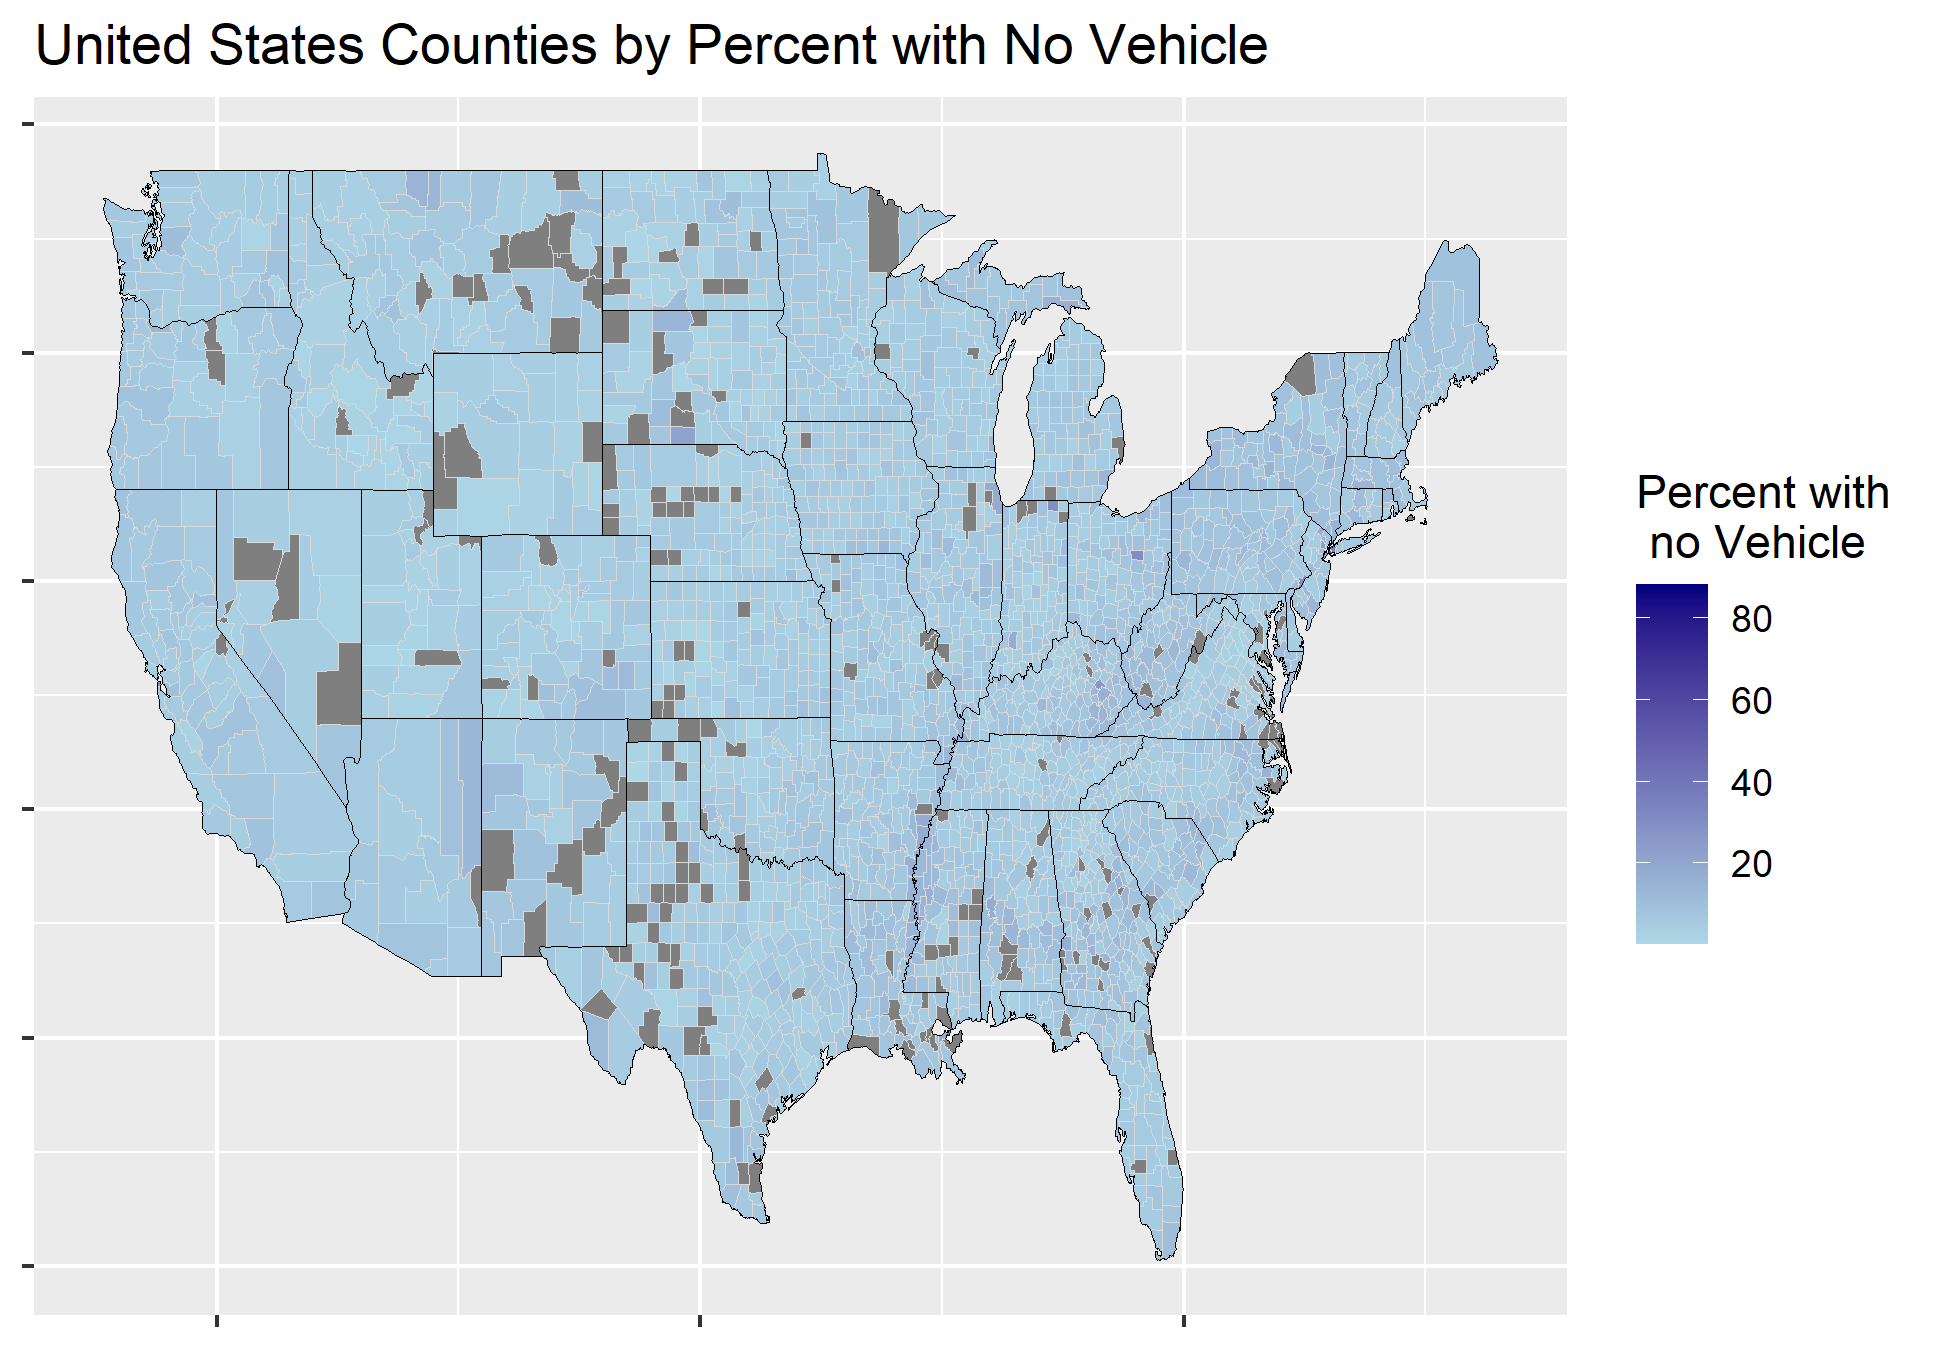 United States Counties by Percent with No Vehicle
Percent with
no Vehicle
80
60
40
20